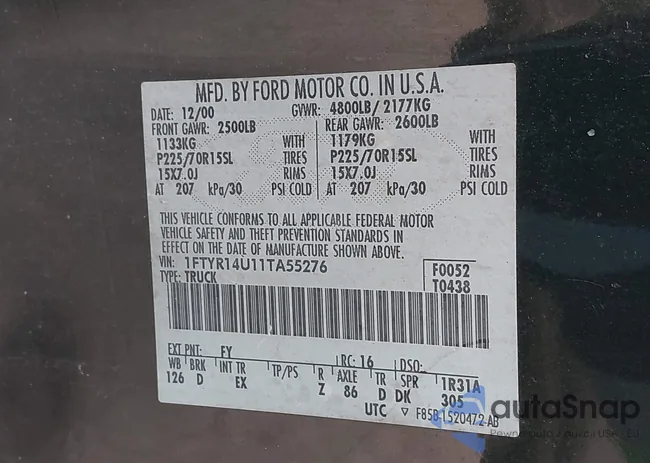 MFD. BY FORD MOTOR CO. IN U.S.A.
DATE: 12/00 GVWR: 4800LB/ 2177KG
FRONT GAWR: 2500LB REAR GAWR: 2600LB
1133KG WITH 1179KG WITH
P225/70R15SL TIRES P225/70R15SL TIRES
15X7.0J RIMS 15X7.0J RIMS
AT 207 kPa/30 PSI COLD AT 207 kPa/30 PSI COLD
THIS VEHICLE CONFORMS TO ALL APPLICABLE FEDERAL MOTOR
VEHICLE SAFETY AND THEFT PREVENTION STANDARDS IN
EFFECT ON THE DATE OF MANUFACTURE SHOWN ABOVE.
VIN: 1FTYR14U11TA55276 F0052
TYPE: TRUCK T0438
EXT PNT: FY RC: 16 DSO:
WB BRK INT TR TP/PS R AXLE TR SPR 1R31A
126 D EX Z 86 D DK 305
UTC ▽ F85B-1520472-AB
autaSnap